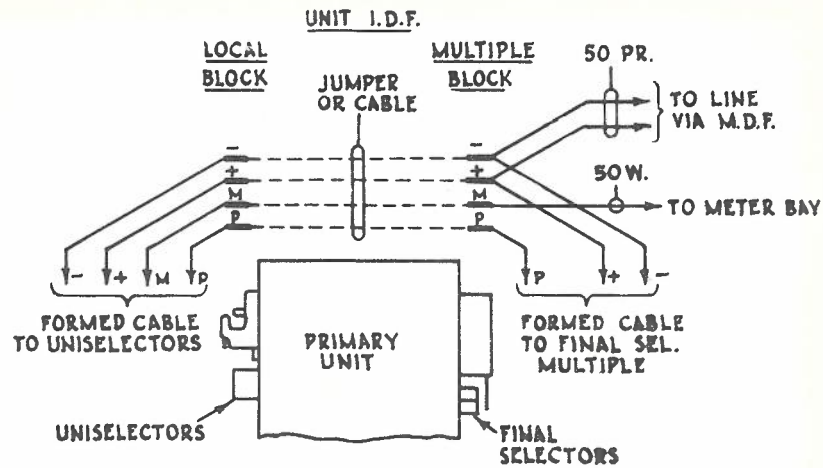 UNIT I.D.F.
LOCAL
BLOCK
MULTIPLE
BLOCK
JUMPER
OR CABLE
50 PR.
TO LINE
VIA M.D.F.
-
+
M
P
-
+
M
P
50W.
TO METER BAY
- + M P
P + -
FORMED CABLE
TO UNISELECTORS
PRIMARY
UNIT
FORMED CABLE
TO FINAL SEL.
MULTIPLE
UNISELECTORS
FINAL
SELECTORS